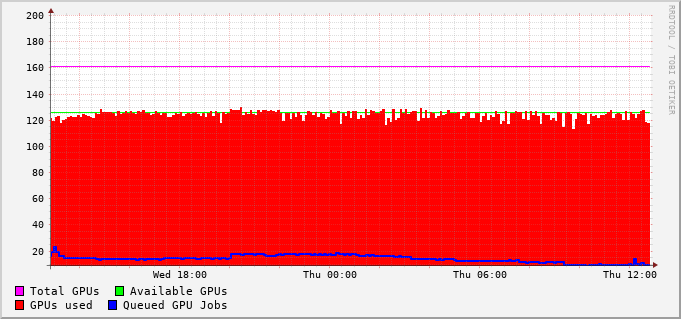 200
180
160
140
120
100
80
60
40
20
Wed 18:00 Thu 00:00 Thu 06:00 Thu 12:00
Total GPUs Available GPUs
GPUs used Queued GPU Jobs
RRDTOOL / TOBI OETIKER